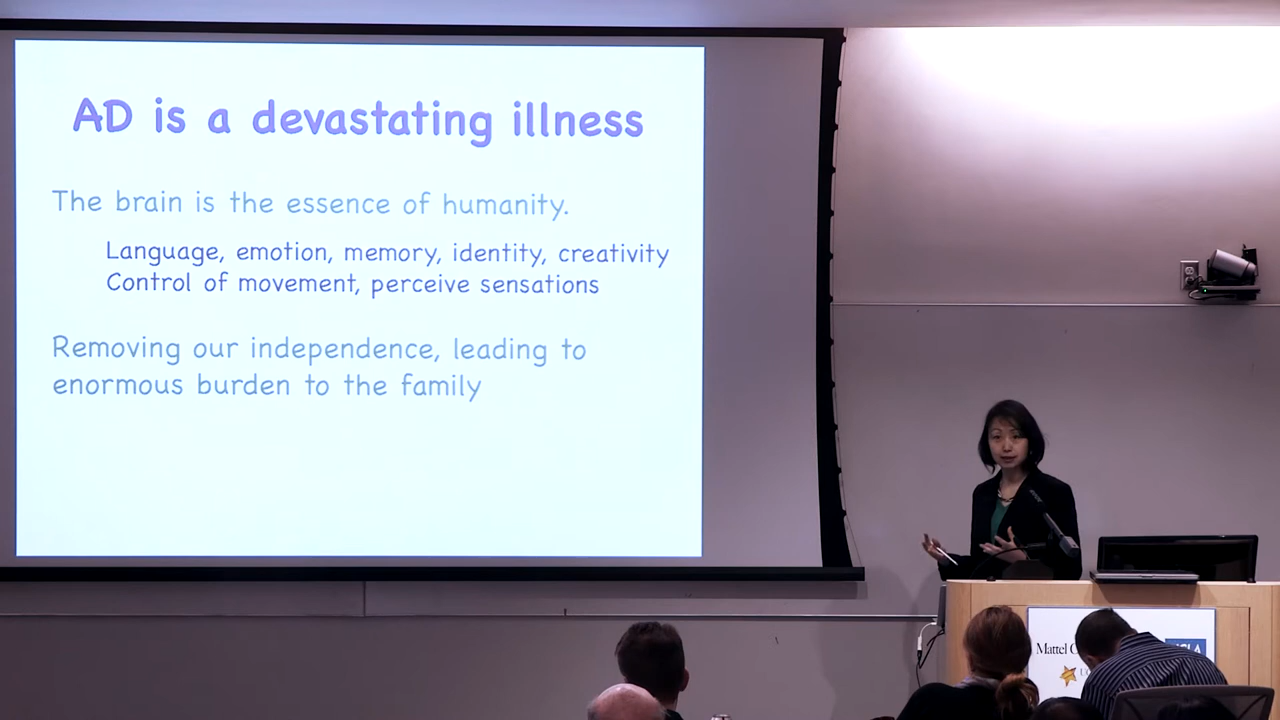 AD is a devastating illness
The brain is the essence of humanity.
Language, emotion, memory, identity, creativity
Control of movement, perceive sensations
Removing our independence, leading to
enormous burden to the family
Mattel